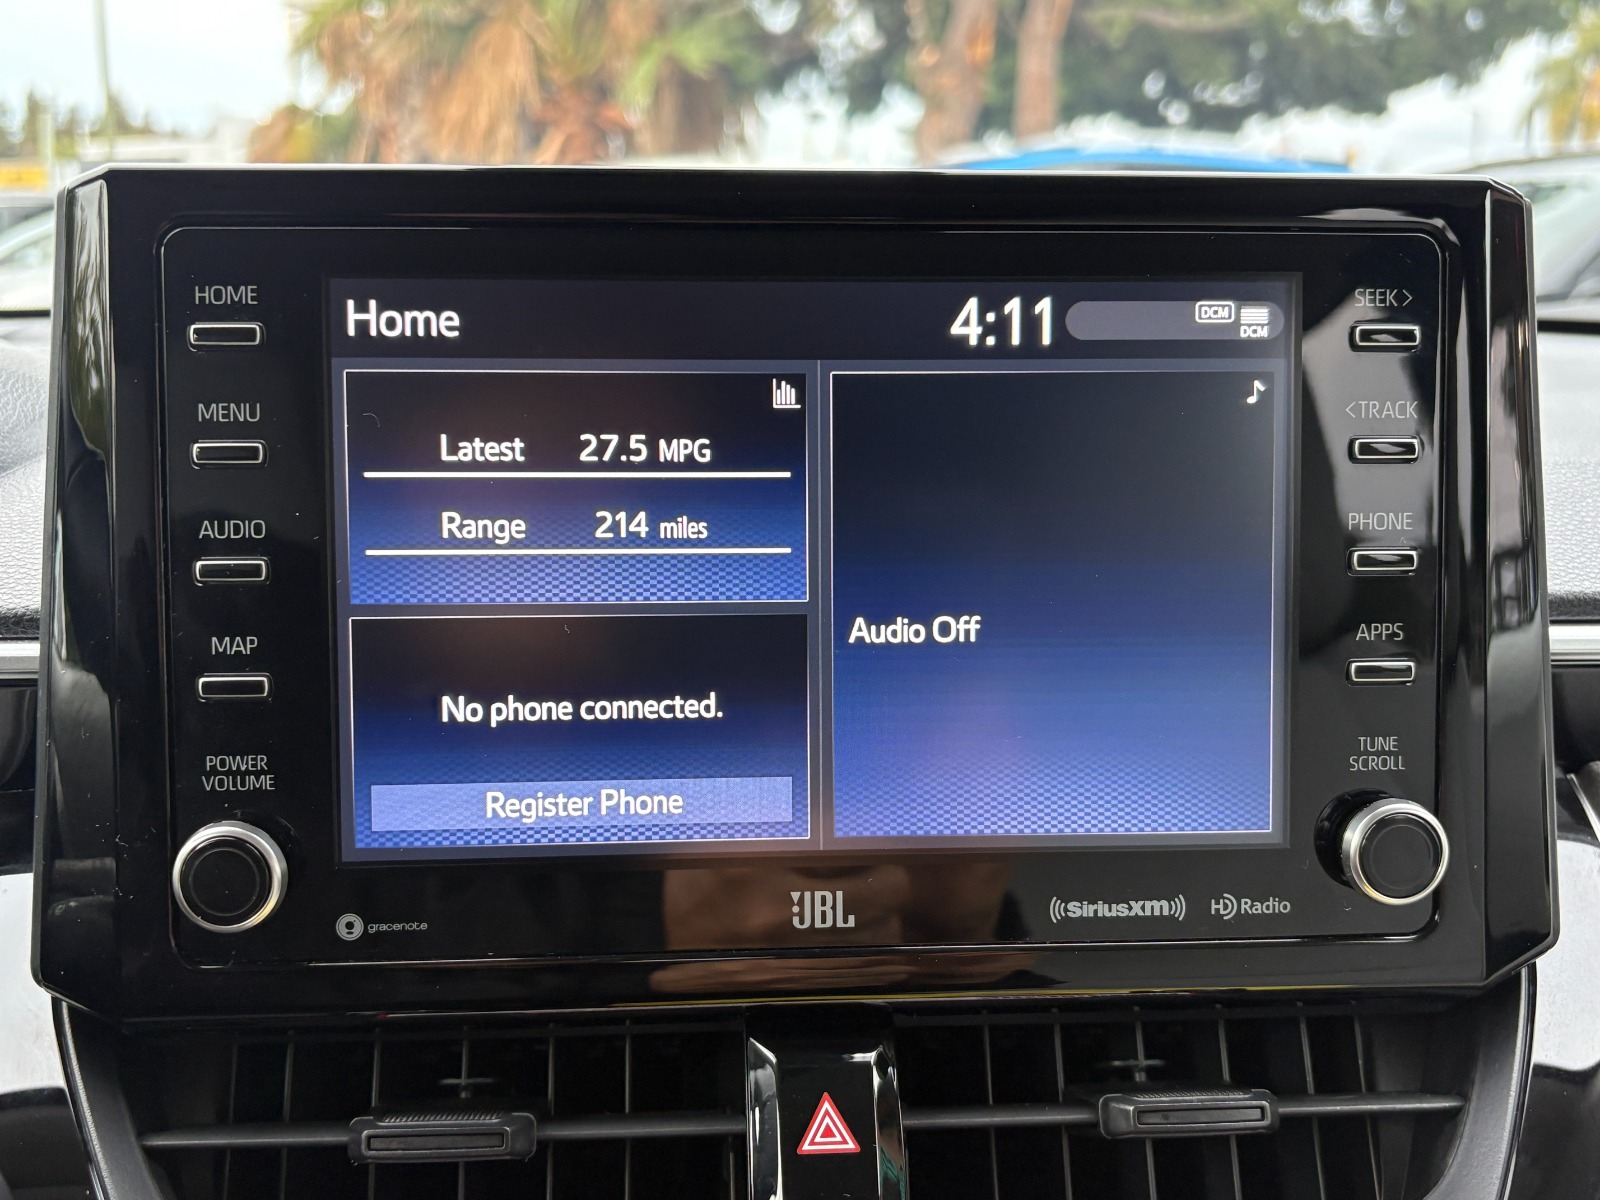 HOME
MENU
AUDIO
MAP
POWER
VOLUME
Home
4:11
DCM
DCM
Latest 27.5 MPG
Range 214 miles
No phone connected.
Register Phone
Audio Off
SEEK >
< TRACK
PHONE
APPS
TUNE
SCROLL
gracenote
JBL
((SiriusXM))
HD Radio